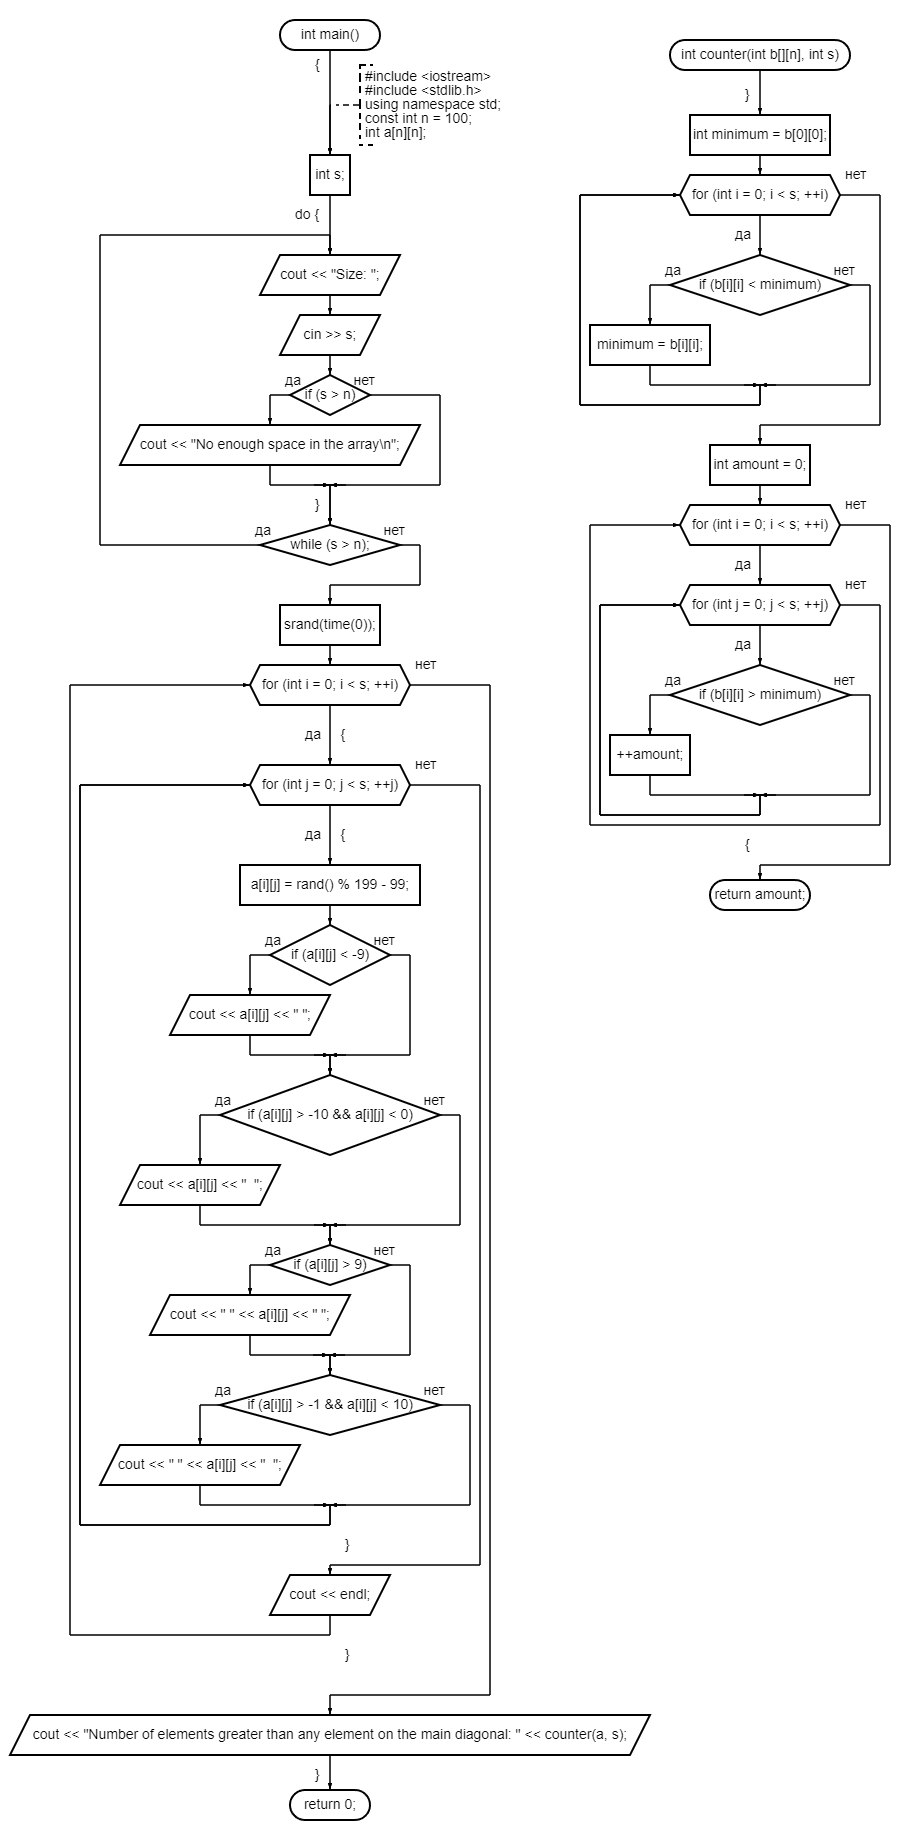 int main()
{
#include <iostream>
#include <stdlib.h>
using namespace std;
const int n = 100;
int a[n][n];
int s;
do {
cout << "Size: ";
cin >> s;
да
нет
if (s > n)
cout << "No enough space in the array\n";
}
да
нет
while (s > n);
srand(time(0));
нет
for (int i = 0; i < s; ++i)
да
{
нет
for (int j = 0; j < s; ++j)
да
{
a[i][j] = rand() % 199 - 99;
да
нет
if (a[i][j] < -9)
cout << a[i][j] << " ";
да
нет
if (a[i][j] > -10 && a[i][j] < 0)
cout << a[i][j] << "  ";
да
нет
if (a[i][j] > 9)
cout << " " << a[i][j] << " ";
да
нет
if (a[i][j] > -1 && a[i][j] < 10)
cout << " " << a[i][j] << "  ";
}
cout << endl;
}
cout << "Number of elements greater than any element on the main diagonal: " << counter(a, s);
}
return 0;
int counter(int b[][n], int s)
}
int minimum = b[0][0];
нет
for (int i = 0; i < s; ++i)
да
да
нет
if (b[i][i] < minimum)
minimum = b[i][i];
int amount = 0;
нет
for (int i = 0; i < s; ++i)
да
нет
for (int j = 0; j < s; ++j)
да
да
нет
if (b[i][i] > minimum)
++amount;
{
return amount;